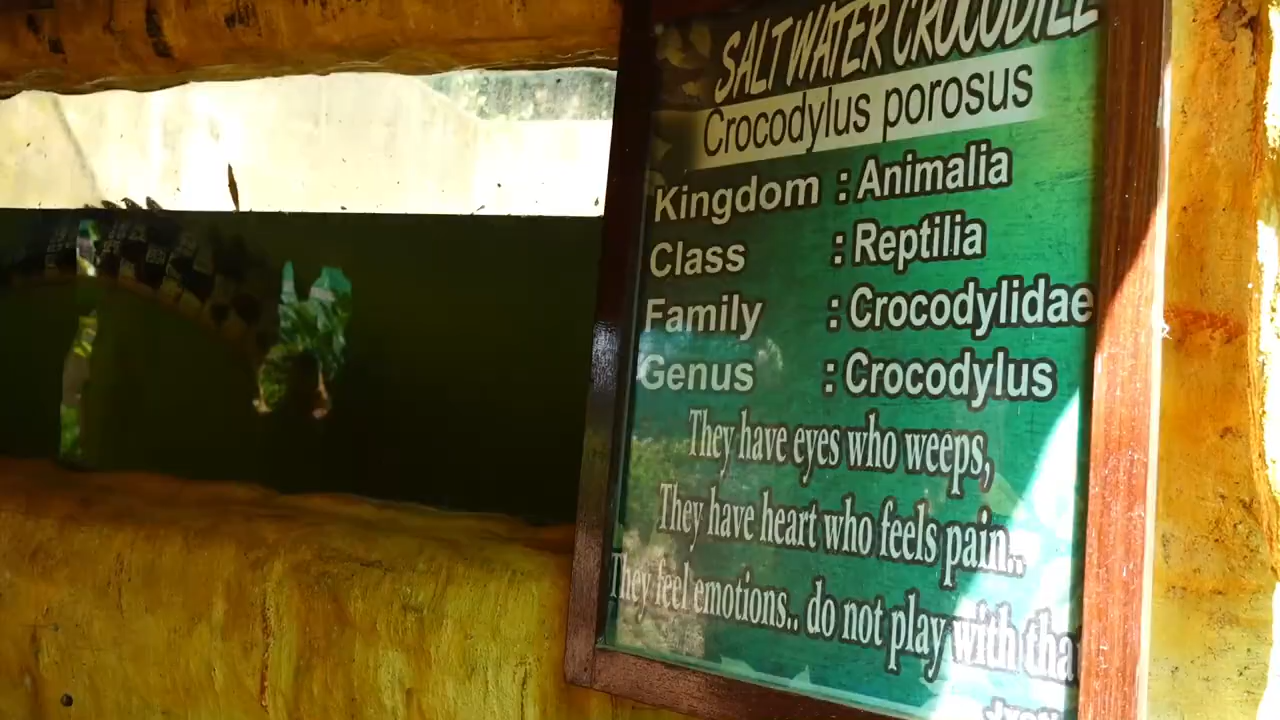 SALT WATER CROCODILE
Crocodylus porosus
Kingdom : Animalia
Class : Reptilia
Family : Crocodylidae
Genus : Crocodylus
They have eyes who weeps,
They have heart who feels pain..
They feel emotions.. do not play with